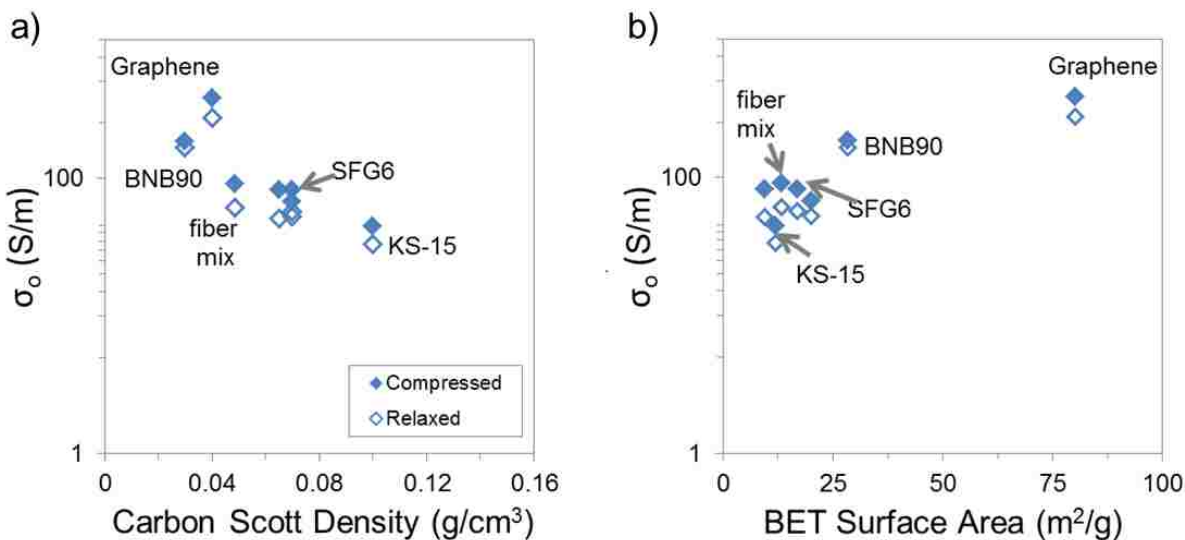 a)
Graphene
BNB90
SFG6
fiber
mix
KS-15
100
1
σo (S/m)
Compressed
Relaxed
0 0.04 0.08 0.12 0.16
Carbon Scott Density (g/cm³)
b)
Graphene
fiber
mix
BNB90
SFG6
KS-15
100
1
σo (S/m)
0 25 50 75 100
BET Surface Area (m²/g)